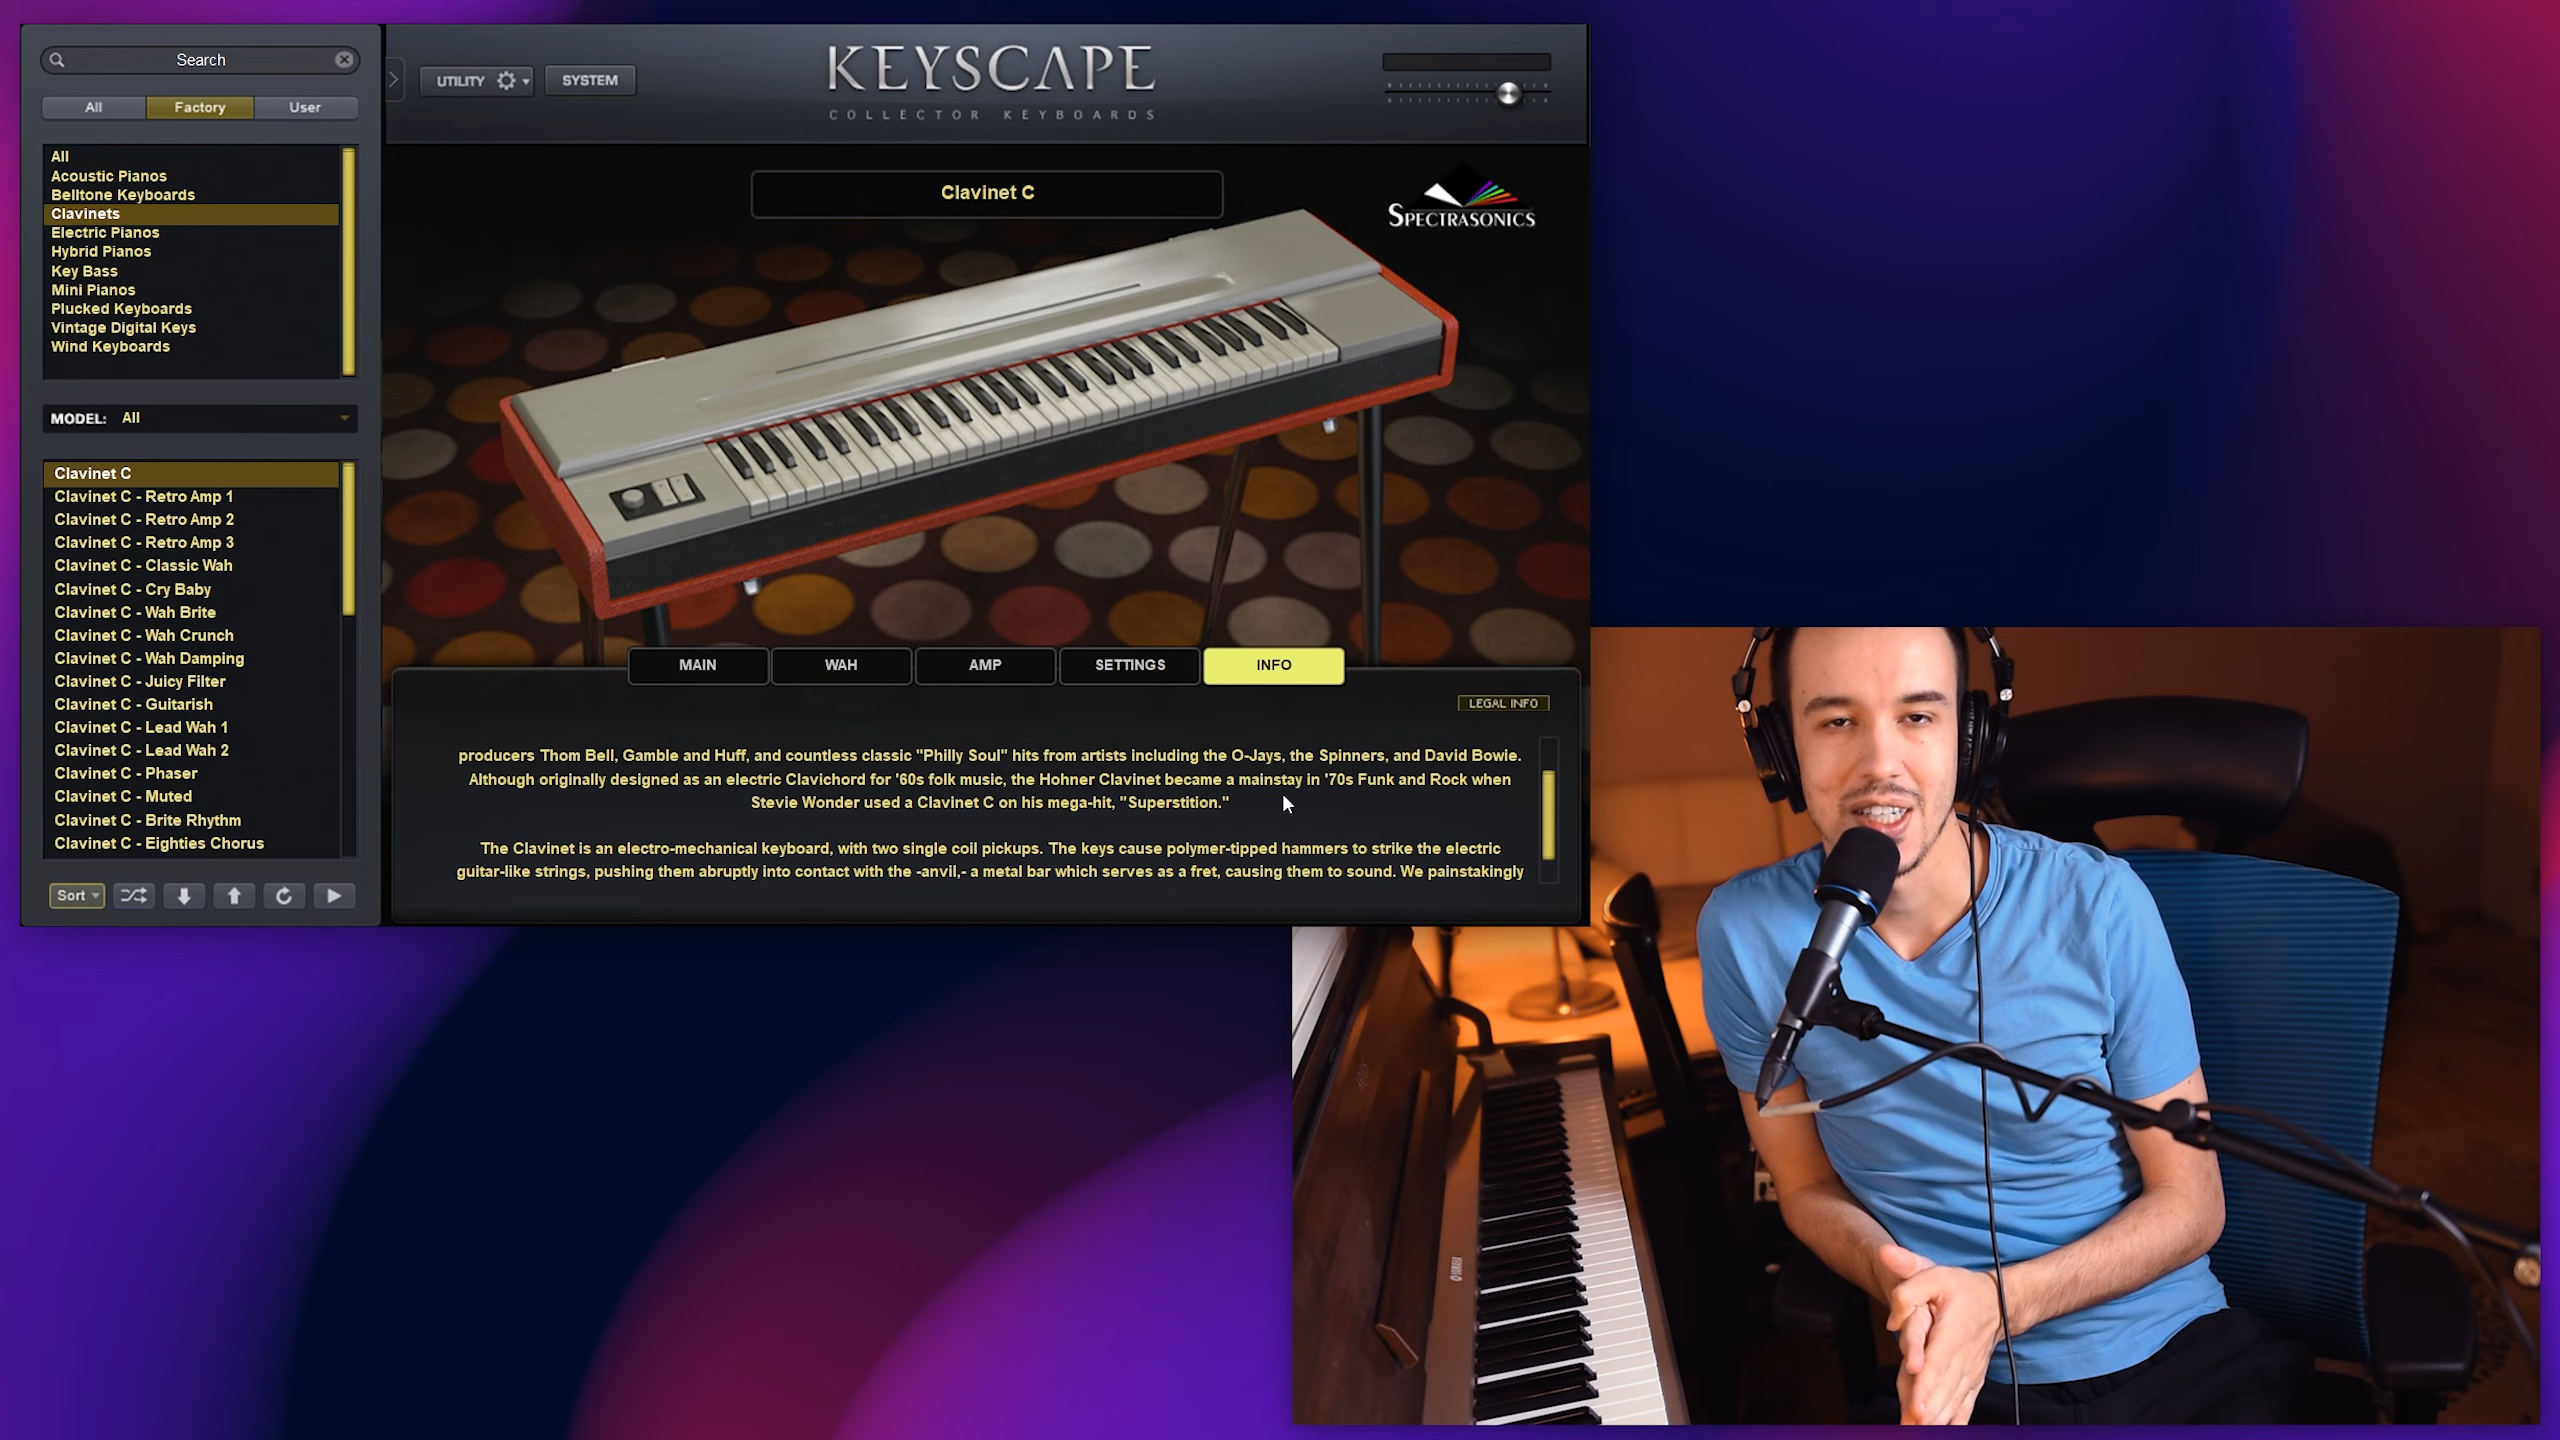 Search
All Factory User
All
Acoustic Pianos
Belltone Keyboards
Clavinets
Electric Pianos
Hybrid Pianos
Key Bass
Mini Pianos
Plucked Keyboards
Vintage Digital Keys
Wind Keyboards
MODEL: All
Clavinet C
Clavinet C - Retro Amp 1
Clavinet C - Retro Amp 2
Clavinet C - Retro Amp 3
Clavinet C - Classic Wah
Clavinet C - Cry Baby
Clavinet C - Wah Brite
Clavinet C - Wah Crunch
Clavinet C - Wah Damping
Clavinet C - Juicy Filter
Clavinet C - Guitarish
Clavinet C - Lead Wah 1
Clavinet C - Lead Wah 2
Clavinet C - Phaser
Clavinet C - Muted
Clavinet C - Brite Rhythm
Clavinet C - Eighties Chorus
Sort
UTILITY SYSTEM
KEYSCAPE
COLLECTOR KEYBOARDS
Clavinet C
SPECTRASONICS
MAIN WAH AMP SETTINGS INFO
LEGAL INFO
producers Thom Bell, Gamble and Huff, and countless classic "Philly Soul" hits from artists including the O-Jays, the Spinners, and David Bowie.
Although originally designed as an electric Clavichord for '60s folk music, the Hohner Clavinet became a mainstay in '70s Funk and Rock when
Stevie Wonder used a Clavinet C on his mega-hit, "Superstition."
The Clavinet is an electro-mechanical keyboard, with two single coil pickups. The keys cause polymer-tipped hammers to strike the electric
guitar-like strings, pushing them abruptly into contact with the -anvil,- a metal bar which serves as a fret, causing them to sound. We painstakingly
YAMAHA